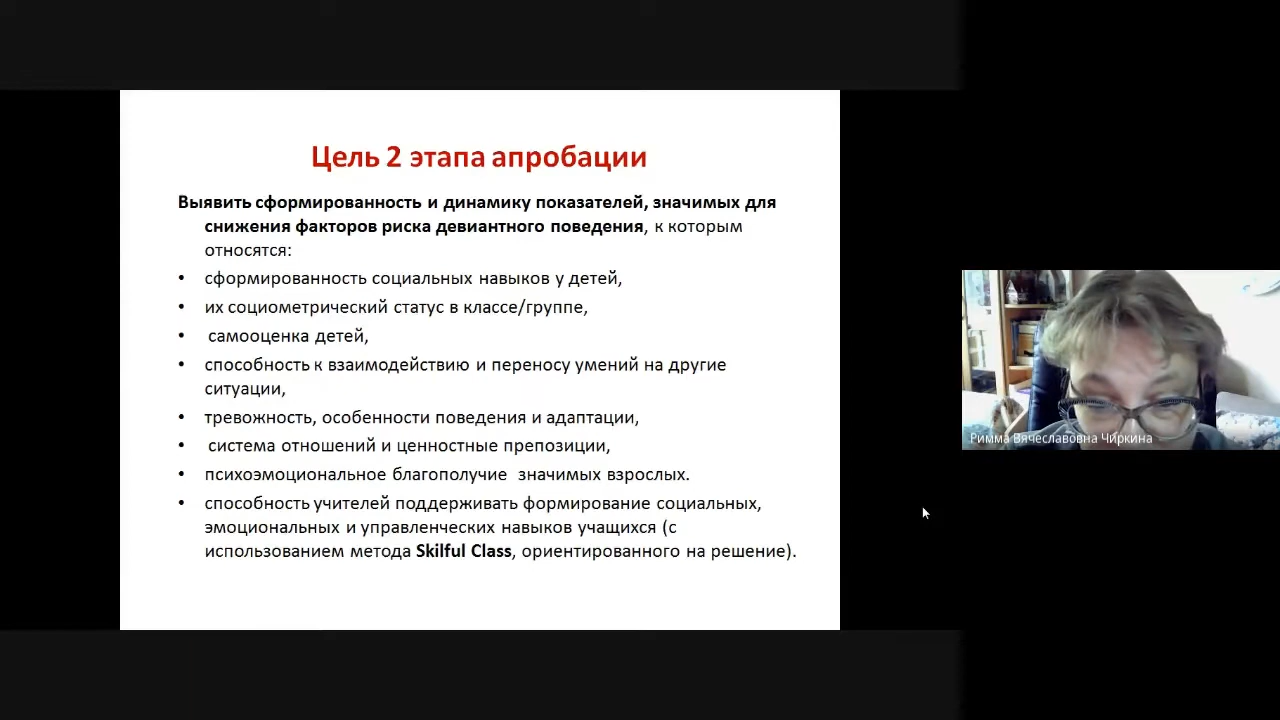 Цель 2 этапа апробации
Выявить сформированность и динамику показателей, значимых для
снижения факторов риска девиантного поведения, к которым
относятся:
• сформированность социальных навыков у детей,
• их социометрический статус в классе/группе,
• самооценка детей,
• способность к взаимодействию и переносу умений на другие
ситуации,
• тревожность, особенности поведения и адаптации,
• система отношений и ценностные препозиции,
• психоэмоциональное благополучие значимых взрослых.
• способность учителей поддерживать формирование социальных,
эмоциональных и управленческих навыков учащихся (с
использованием метода Skilful Class, ориентированного на решение).
Римма Вячеславовна Чиркина